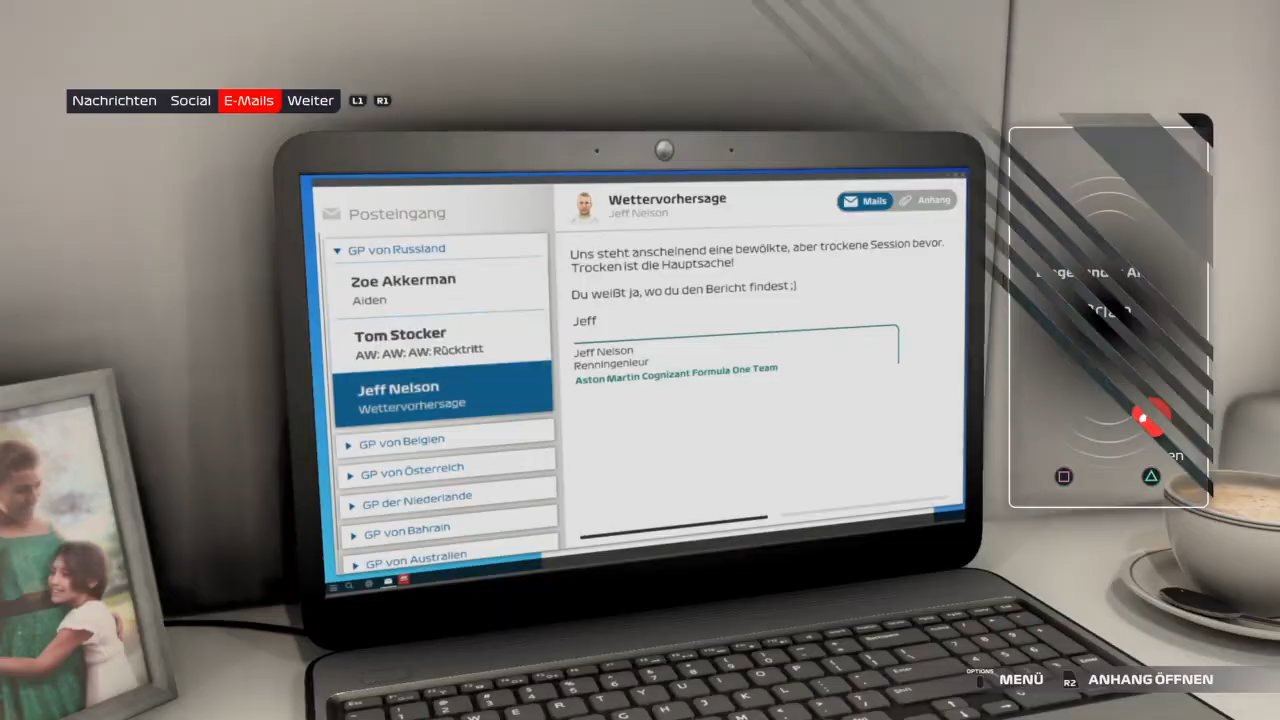 Nachrichten Social E-Mails Weiter L1 R1
Posteingang
GP von Russland
Zoe Akkerman
Aiden
Tom Stocker
AW: AW: AW: Rücktritt
Jeff Nelson
Wettervorhersage
GP von Belgien
GP von Österreich
GP der Niederlande
GP von Bahrain
GP von Australien
Wettervorhersage
Jeff Nelson
Mails Anhang
Uns steht anscheinend eine bewölkte, aber trockene Session bevor.
Trocken ist die Hauptsache!
Du weißt ja, wo du den Bericht findest ;)
Jeff
Jeff Nelson
Renningenieur
Aston Martin Cognizant Formula One Team
OPTIONS MENÜ R2 ANHANG ÖFFNEN